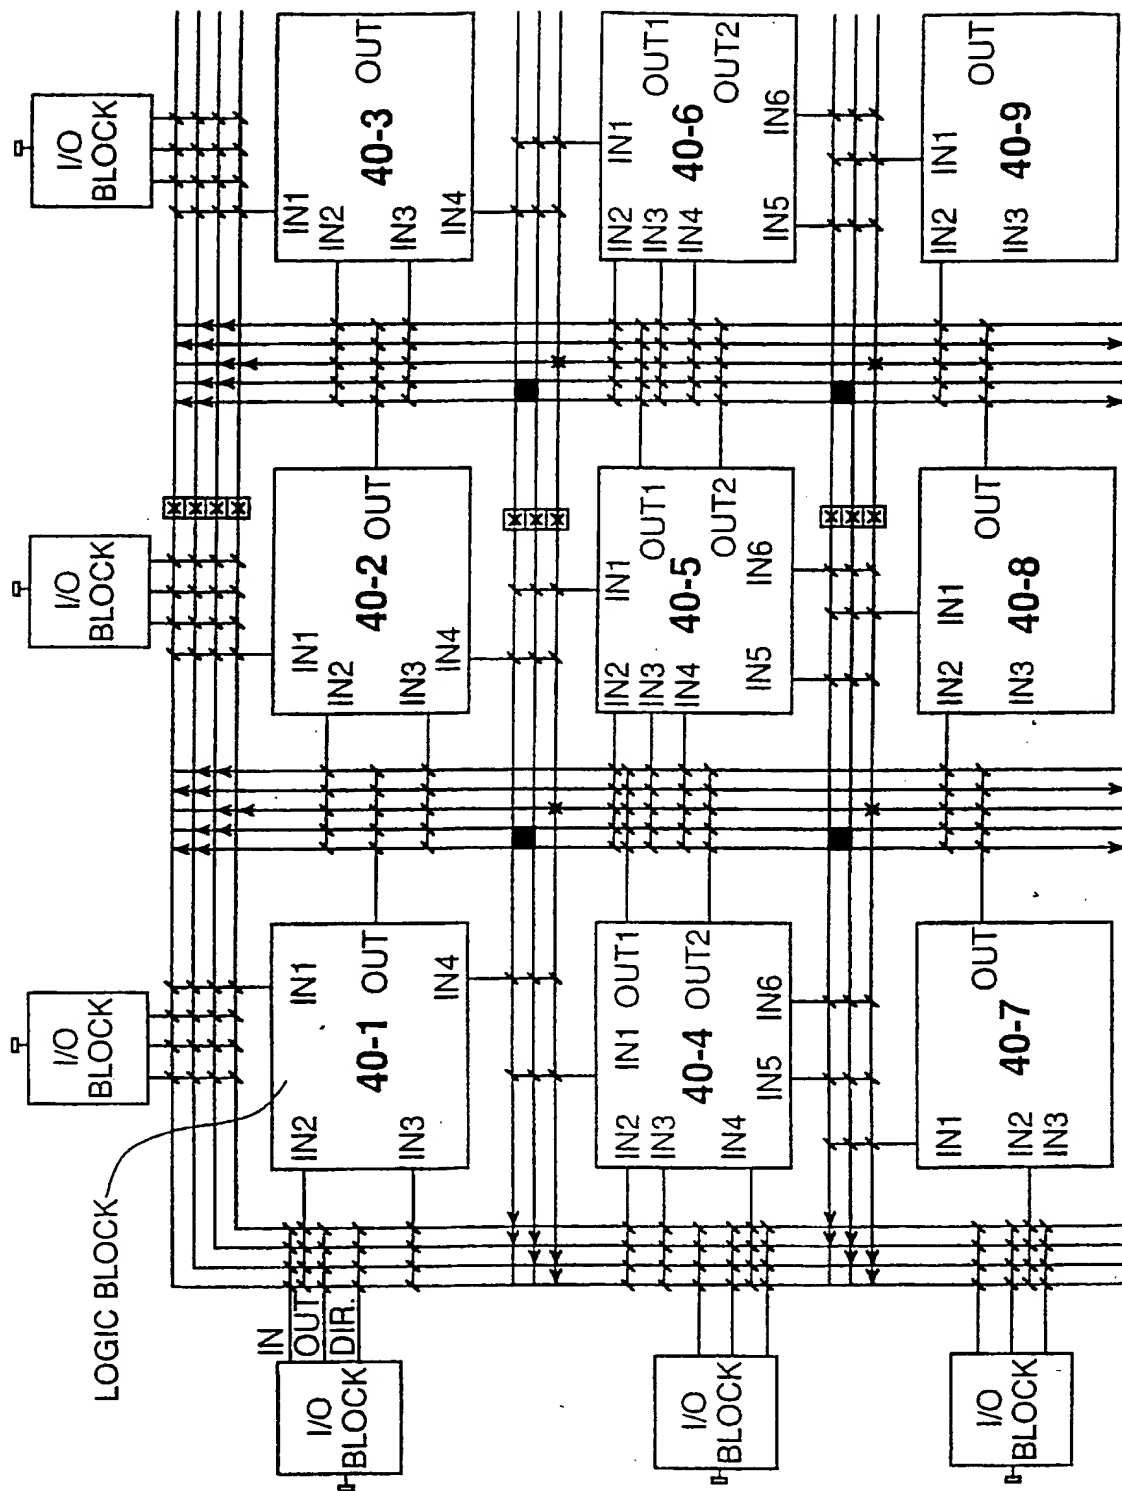 I/O
BLOCK
I/O
BLOCK
I/O
BLOCK
LOGIC BLOCK
I/O
BLOCK
IN
OUT
DIR.
IN1
IN2
40-1
OUT
IN3
IN4
IN1
IN2
40-2
OUT
IN3
IN4
IN1
IN2
40-3
OUT
IN3
IN4
I/O
BLOCK
IN1
OUT1
IN2
IN3
40-4
OUT2
IN4
IN5
IN6
IN1
OUT1
IN2
IN3
40-5
IN4
OUT2
IN5
IN6
IN1
OUT1
IN2
IN3
40-6
IN4
OUT2
IN5
IN6
I/O
BLOCK
IN1
OUT
40-7
IN2
IN3
IN1
IN2
OUT
40-8
IN3
IN1
IN2
OUT
40-9
IN3